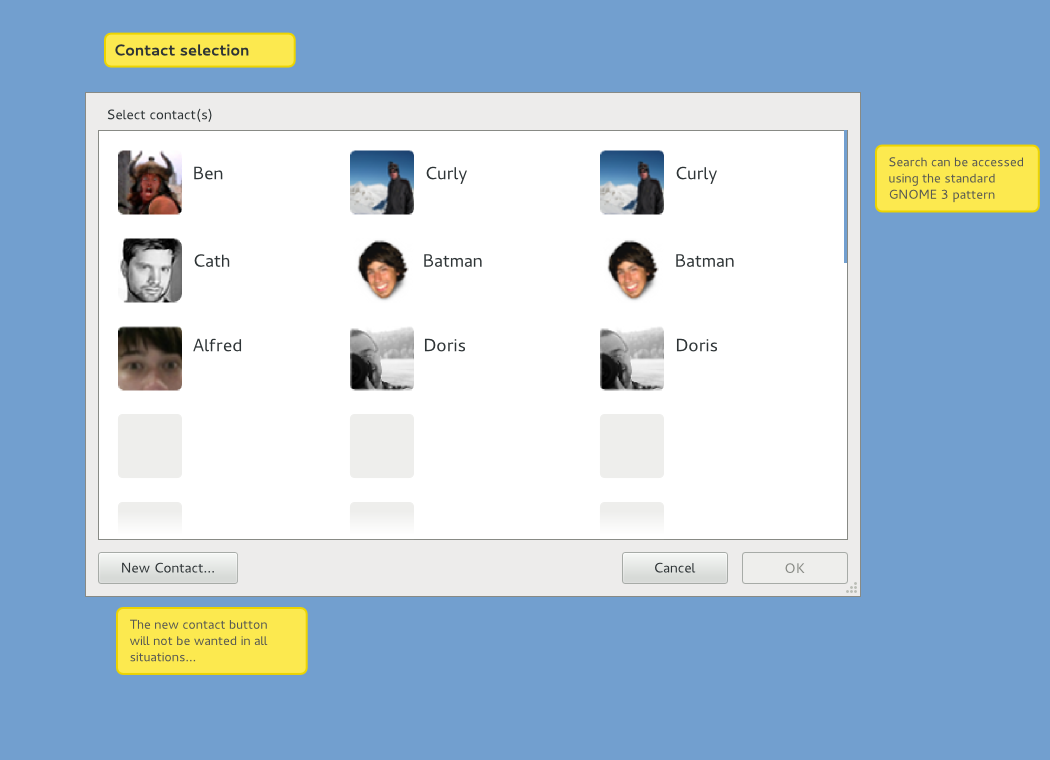 Contact selection
Select contact(s)
Ben
Curly
Curly
Search can be accessed
using the standard
GNOME 3 pattern
Cath
Batman
Batman
Alfred
Doris
Doris
New Contact...
Cancel
OK
The new contact button
will not be wanted in all
situations...